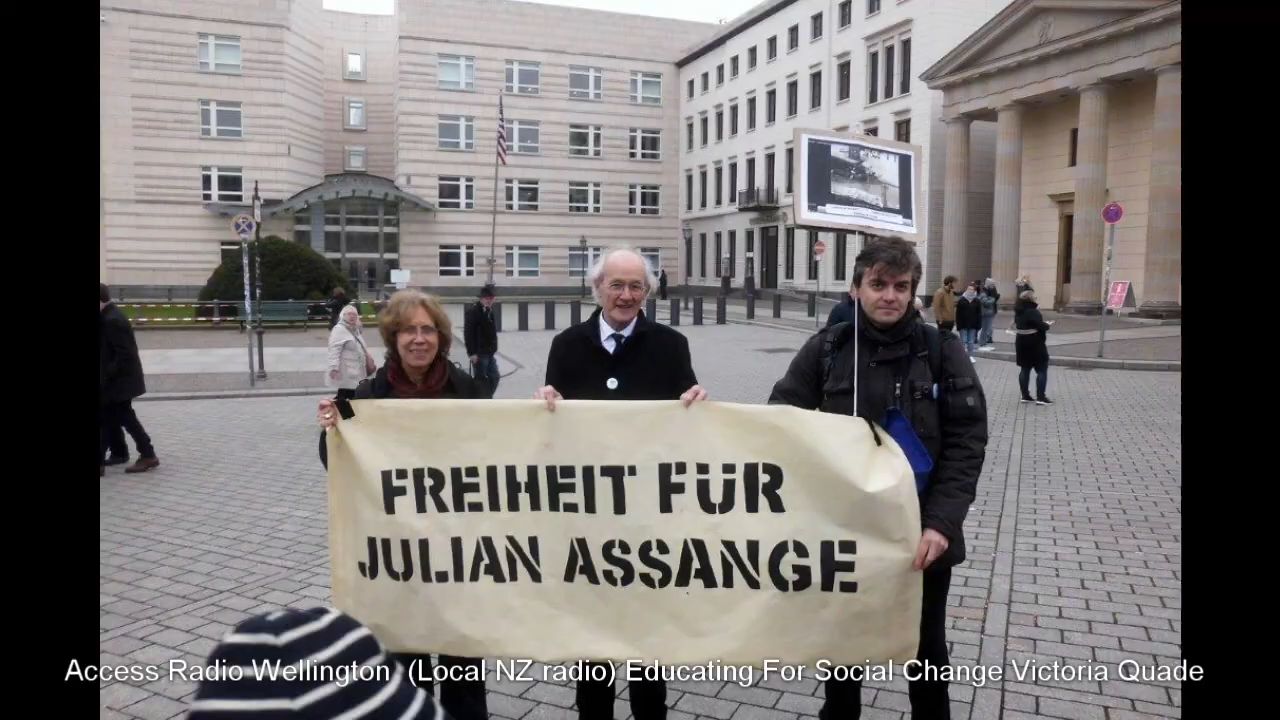 FREIHEIT FÜR
JULIAN ASSANGE
Access Radio Wellington (Local NZ radio) Educating For Social Change Victoria Quade